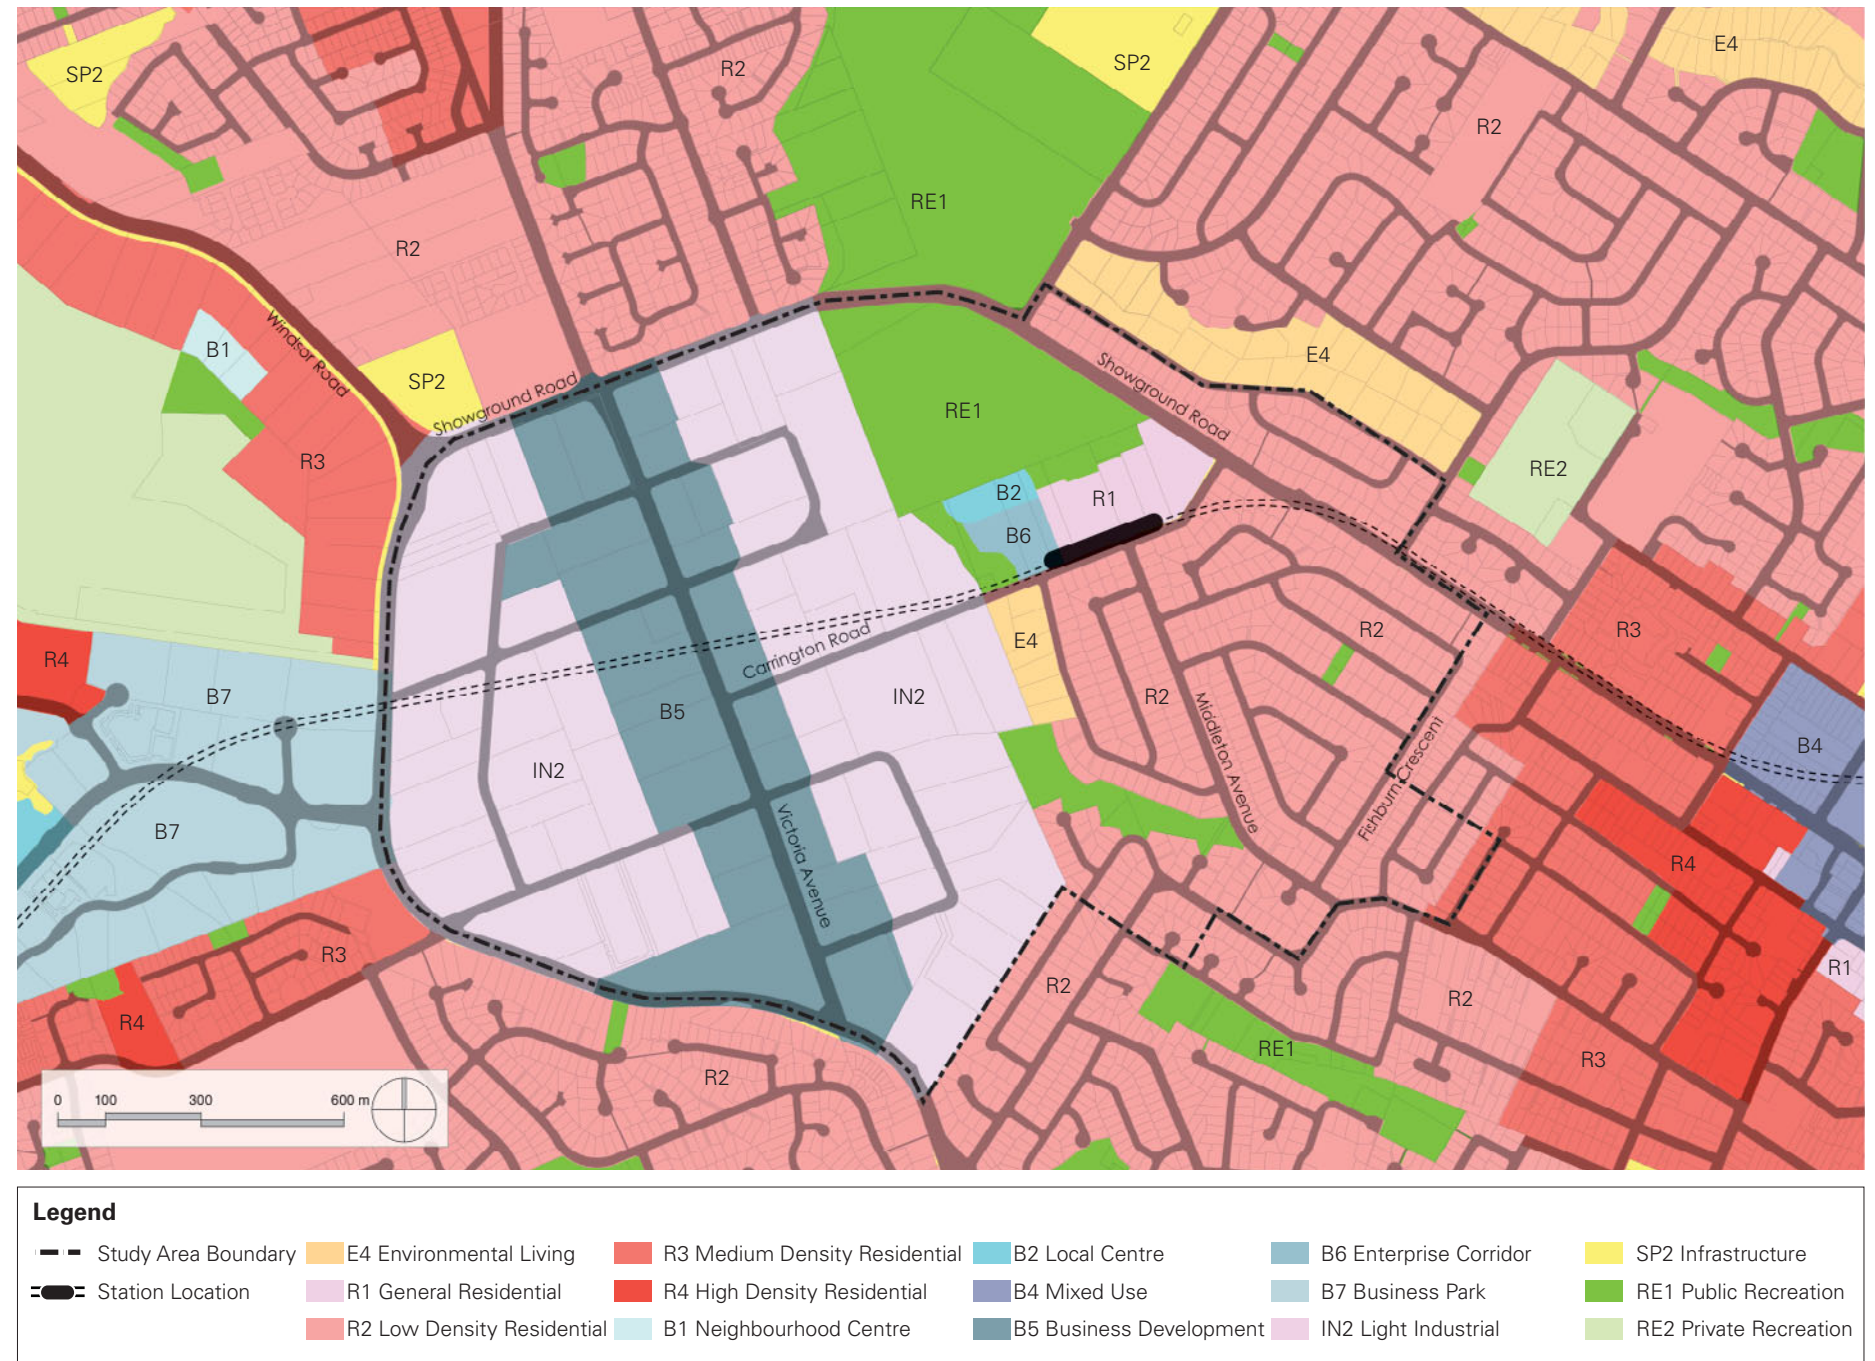 SP2
R2
SP2
E4
R2
RE1
R2
B1
Windsor Road
SP2
Showground Road
E4
Showground Road
RE1
R3
RE2
B2
R1
B6
R4
B7
Carrington Road
E4
R2
R3
IN2
R2
B5
Middleton Avenue
Fishburn Crescent
B4
IN2
B7
Victoria Avenue
R4
R3
R1
R2
R2
R4
RE1
R3
R2
0 100 300 600 m
Legend
Study Area Boundary
Station Location
E4 Environmental Living
R1 General Residential
R2 Low Density Residential
R3 Medium Density Residential
R4 High Density Residential
B1 Neighbourhood Centre
B2 Local Centre
B4 Mixed Use
B5 Business Development
B6 Enterprise Corridor
B7 Business Park
IN2 Light Industrial
SP2 Infrastructure
RE1 Public Recreation
RE2 Private Recreation